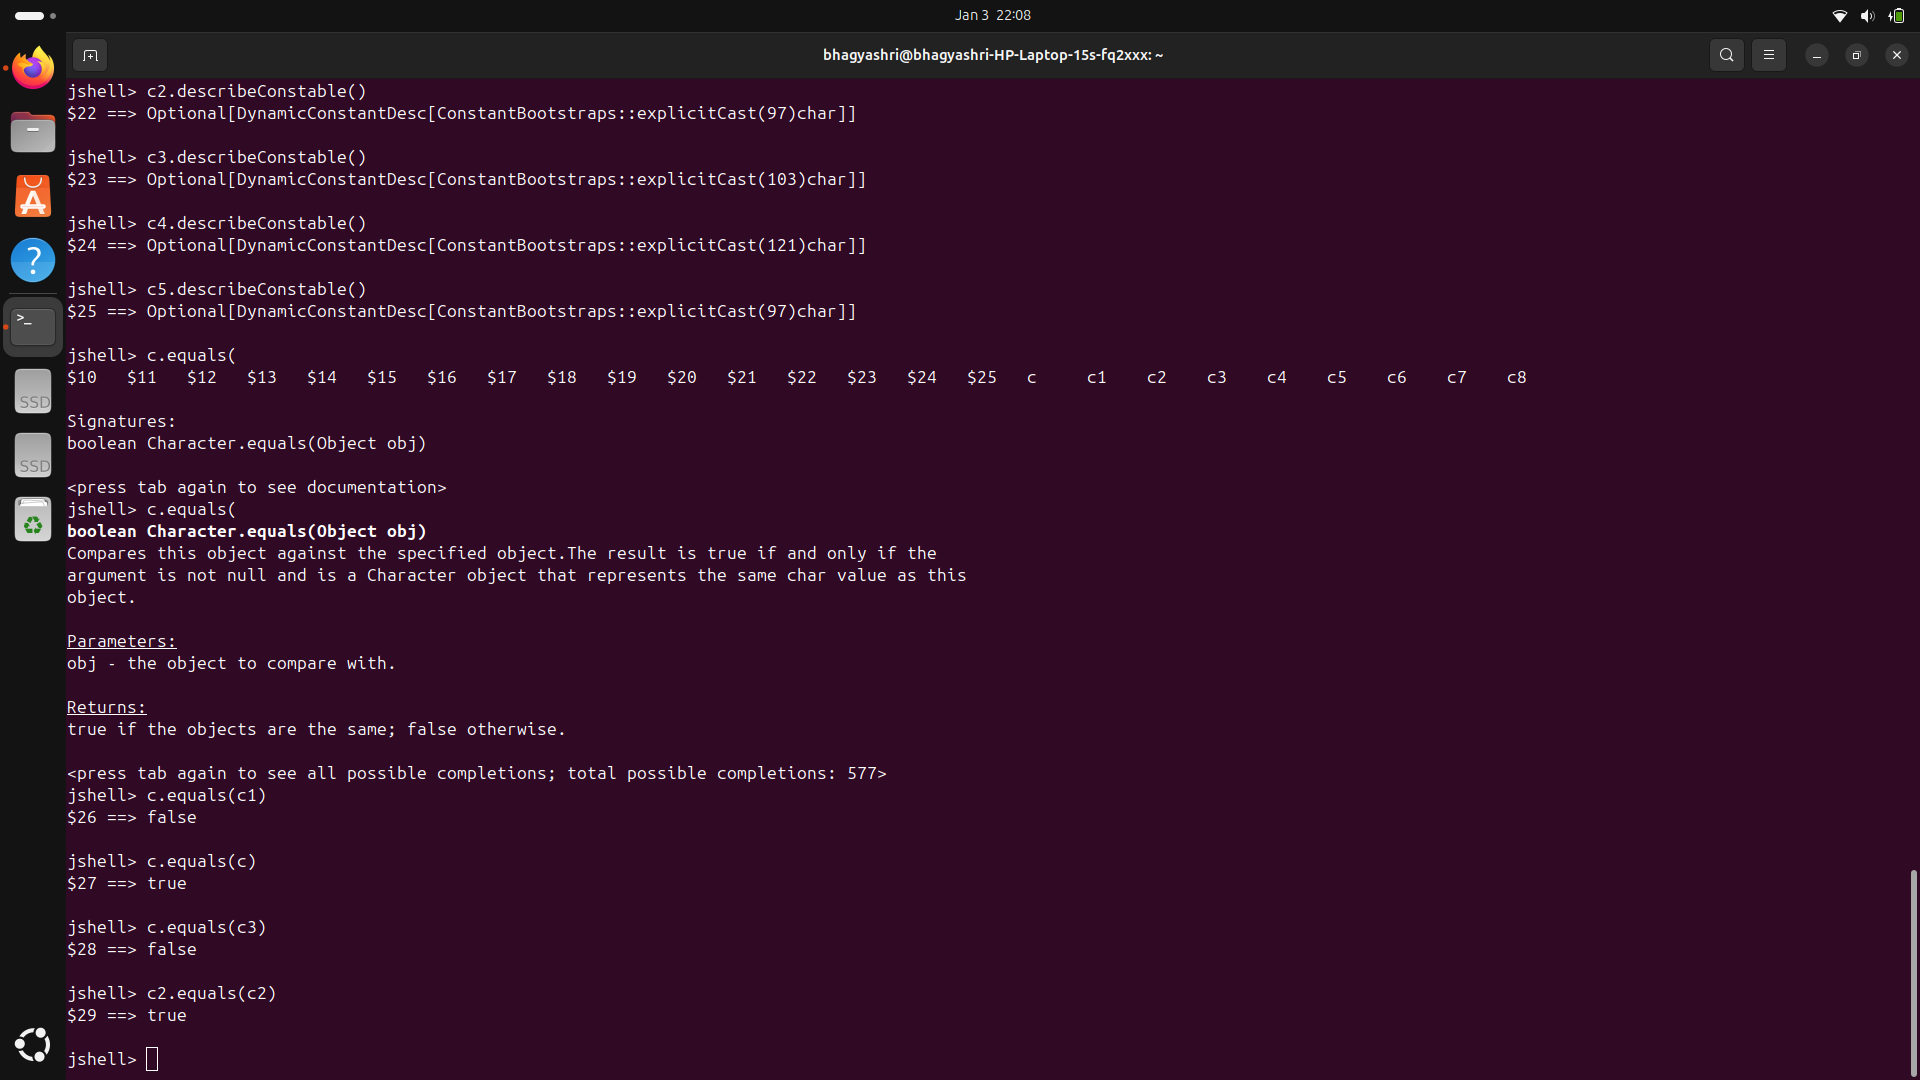 Jan 3 22:08
bhagyashri@bhagyashri-HP-Laptop-15s-fq2xxx: ~
jshell> c2.describeConstable()
$22 ==> Optional[DynamicConstantDesc[ConstantBootstraps::explicitCast(97)char]]
jshell> c3.describeConstable()
$23 ==> Optional[DynamicConstantDesc[ConstantBootstraps::explicitCast(103)char]]
jshell> c4.describeConstable()
$24 ==> Optional[DynamicConstantDesc[ConstantBootstraps::explicitCast(121)char]]
jshell> c5.describeConstable()
$25 ==> Optional[DynamicConstantDesc[ConstantBootstraps::explicitCast(97)char]]
jshell> c.equals(
$10 $11 $12 $13 $14 $15 $16 $17 $18 $19 $20 $21 $22 $23 $24 $25 c c1 c2 c3 c4 c5 c6 c7 c8
Signatures:
boolean Character.equals(Object obj)
<press tab again to see documentation>
jshell> c.equals(
boolean Character.equals(Object obj)
Compares this object against the specified object.The result is true if and only if the
argument is not null and is a Character object that represents the same char value as this
object.
Parameters:
obj - the object to compare with.
Returns:
true if the objects are the same; false otherwise.
<press tab again to see all possible completions; total possible completions: 577>
jshell> c.equals(c1)
$26 ==> false
jshell> c.equals(c)
$27 ==> true
jshell> c.equals(c3)
$28 ==> false
jshell> c2.equals(c2)
$29 ==> true
jshell>
SSD
SSD